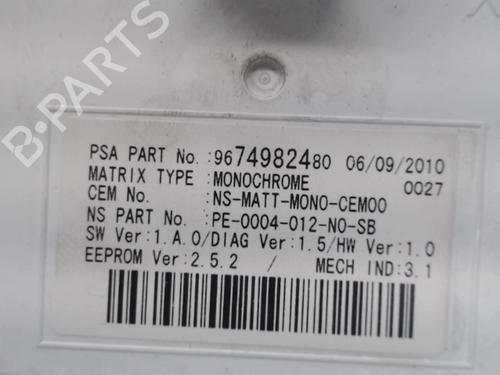 B-PARTS
PSA PART No.:9674982480 06/09/2010
MATRIX TYPE :MONOCHROME 0027
CEM No. :NS-MATT-MONO-CEM00
NS PART No. :PE-0004-012-N0-SB
SW Ver:1.A.0/DIAG Ver:1.5/HW Ver:1.0
EEPROM Ver:2.5.2 / MECH IND:3.1